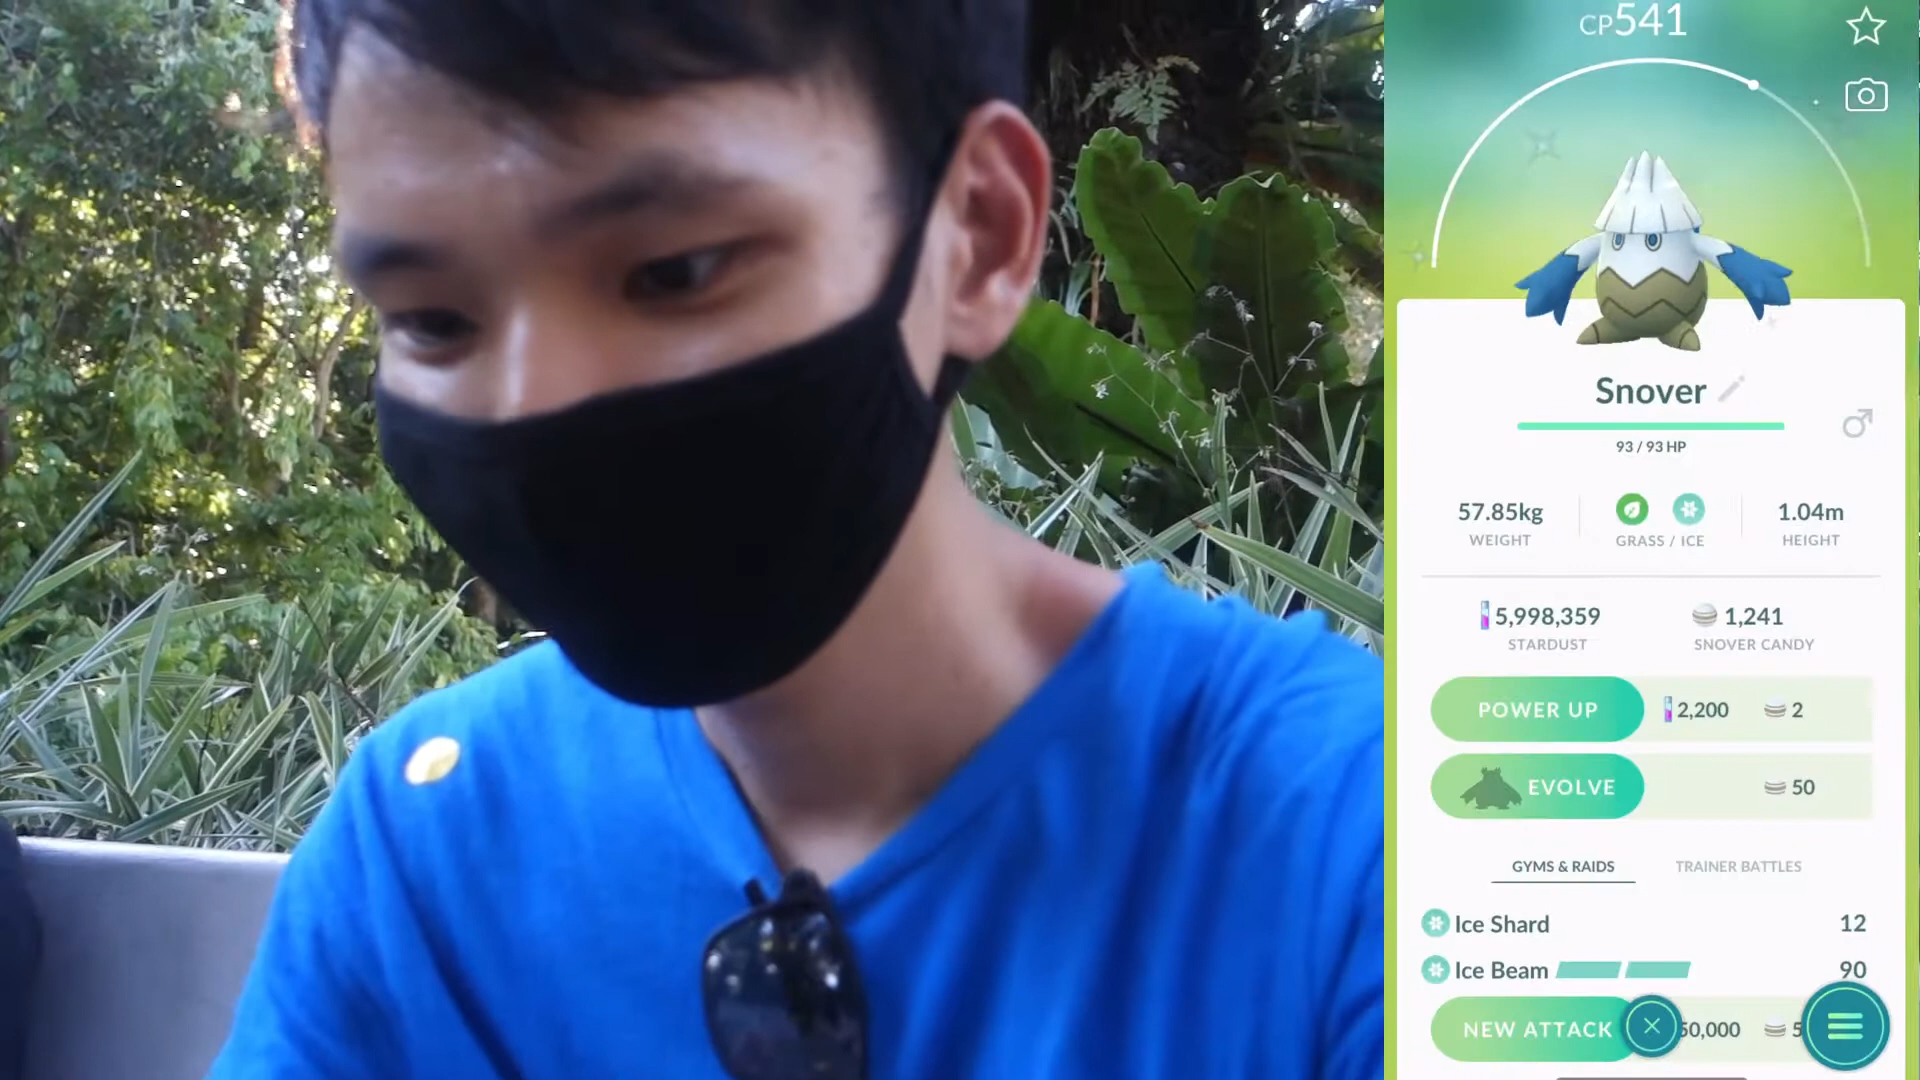 CP541
Snover
93 / 93 HP
57.85kg
WEIGHT
GRASS / ICE
1.04m
HEIGHT
5,998,359
STARDUST
1,241
SNOVER CANDY
POWER UP 2,200 2
EVOLVE 50
GYMS & RAIDS TRAINER BATTLES
Ice Shard 12
Ice Beam 90
NEW ATTACK